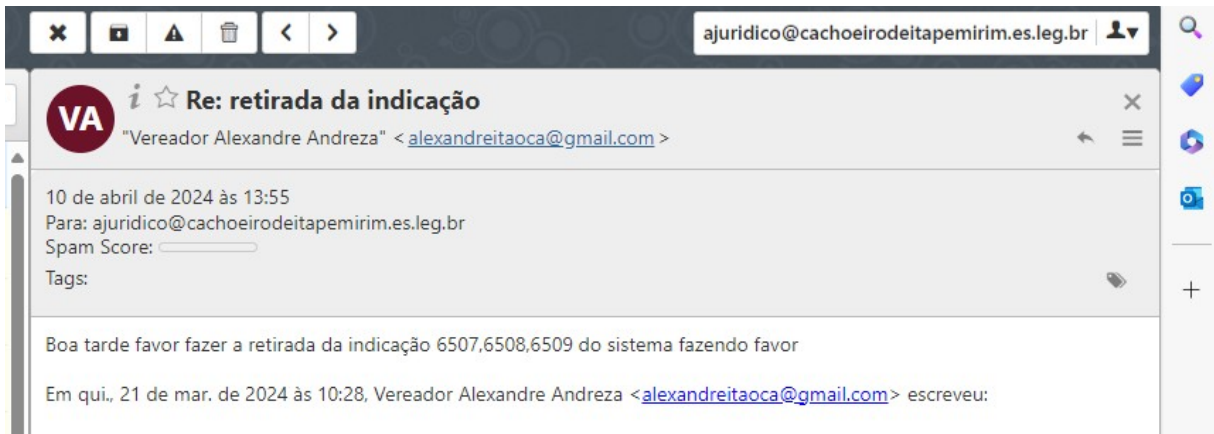 ajuridico@cachoeirodeitapemirim.es.leg.br
VA
Re: retirada da indicação
"Vereador Alexandre Andreza" < alexandreitaoca@gmail.com >
10 de abril de 2024 às 13:55
Para: ajuridico@cachoeirodeitapemirim.es.leg.br
Spam Score:
Tags:
Boa tarde favor fazer a retirada da indicação 6507,6508,6509 do sistema fazendo favor
Em qui., 21 de mar. de 2024 às 10:28, Vereador Alexandre Andreza <alexandreitaoca@gmail.com> escreveu: